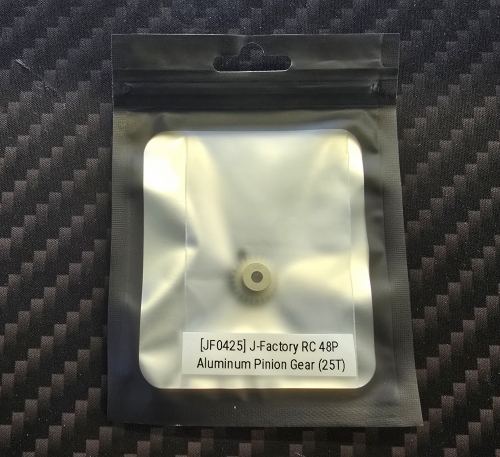 [JF0425] J-Factory RC 48P
Aluminum Pinion Gear (25T)